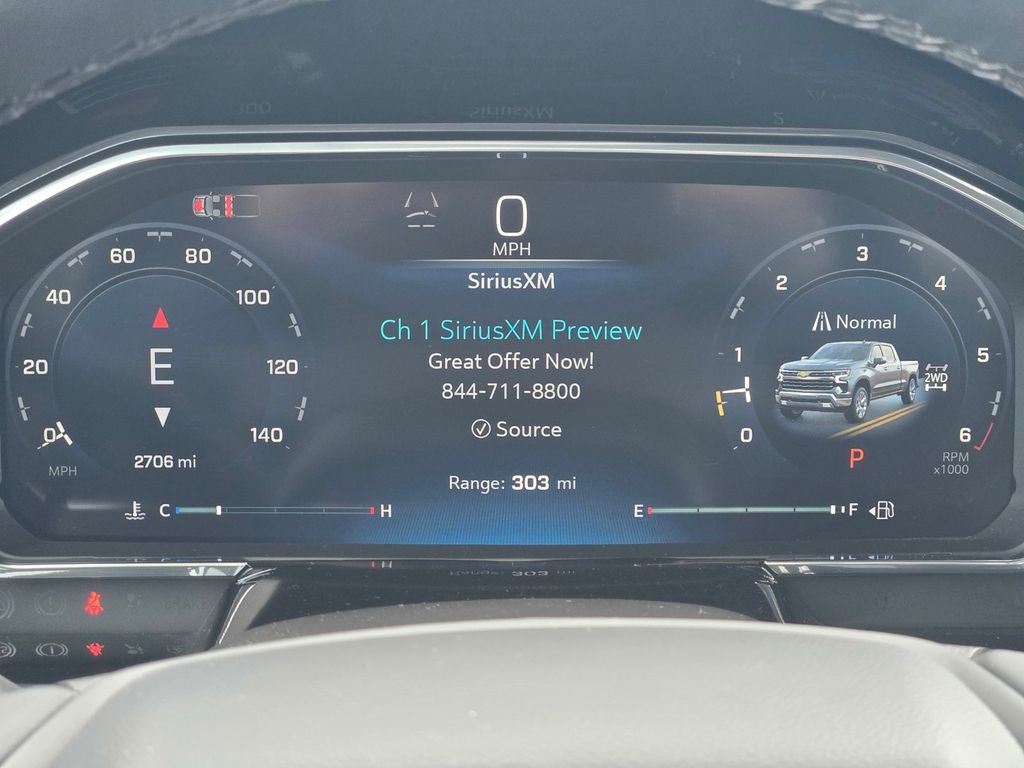 0
MPH
SiriusXM
Ch 1 SiriusXM Preview
Great Offer Now!
844-711-8800
Source
Range: 303 mi
0
20
40
60
80
100
120
140
MPH
E
2706 mi
C
H
0
1
2
3
4
5
6
RPM
x1000
Normal
2WD
P
E
F
BRAKE